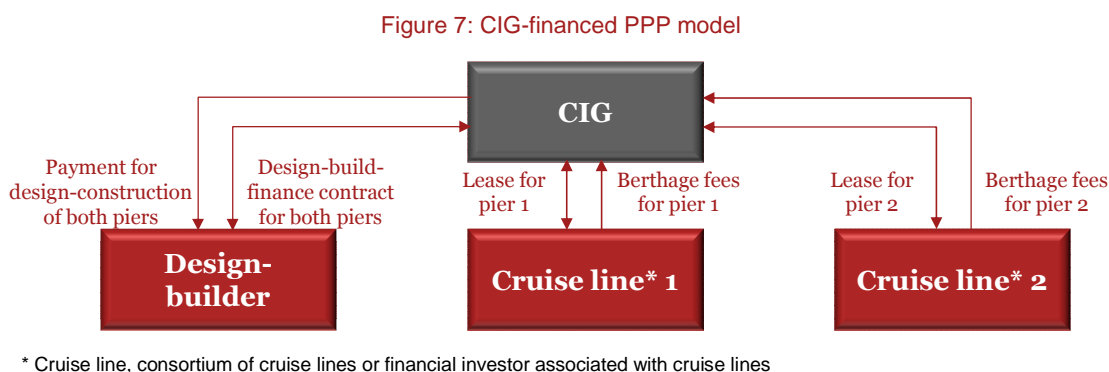 Figure 7: CIG-financed PPP model
CIG
Payment for
design-construction
of both piers
Design-build-
finance contract
for both piers
Lease for
pier 1
Berthage fees
for pier 1
Lease for
pier 2
Berthage fees
for pier 2
Design-
builder
Cruise line* 1
Cruise line* 2
* Cruise line, consortium of cruise lines or financial investor associated with cruise lines